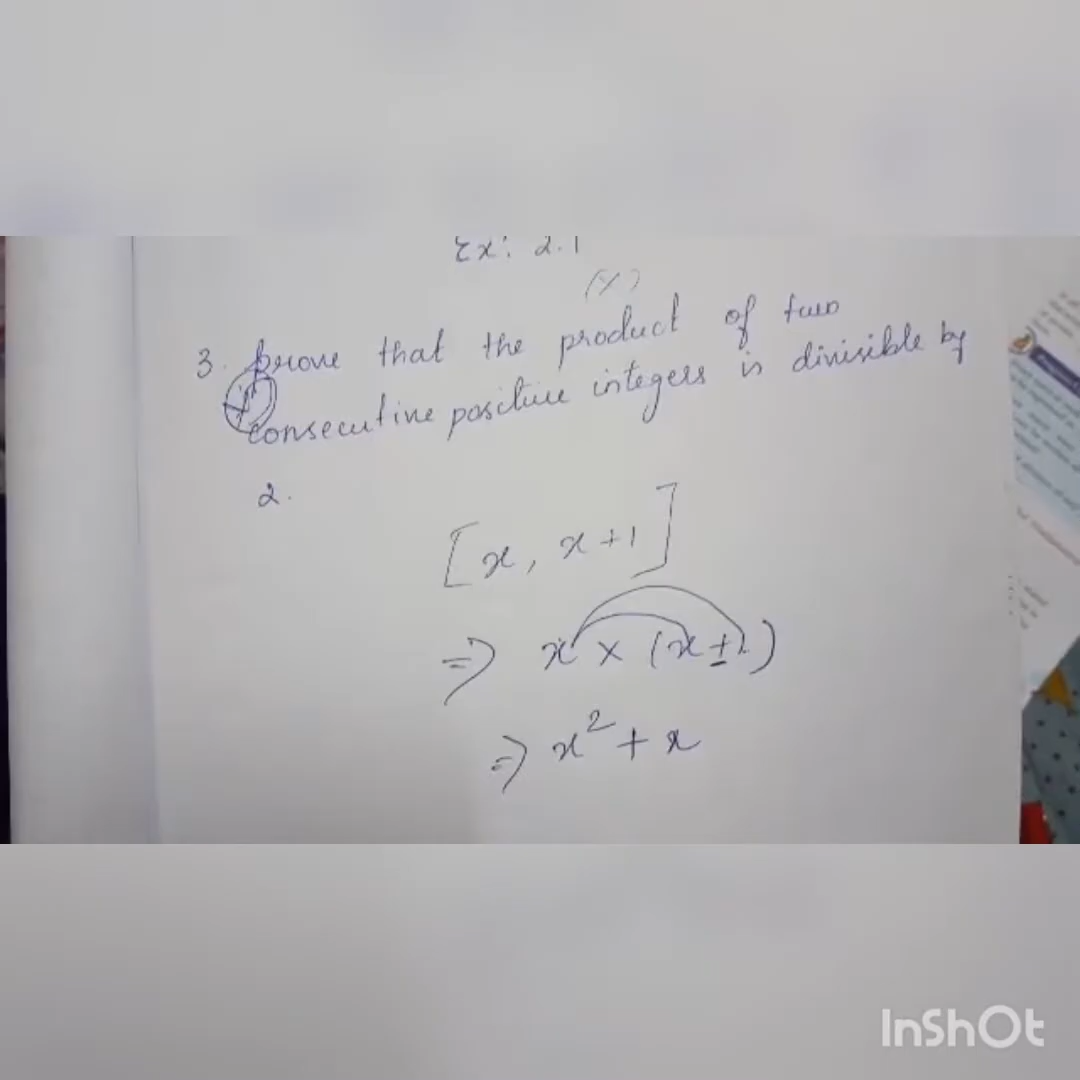 Ex: 2.1
(X)
3. Prove that the product of two
consecutive positive integers is divisible by
2.
[x, x+1]
⇒ x × (x+1)
⇒ x² + x
InShOt